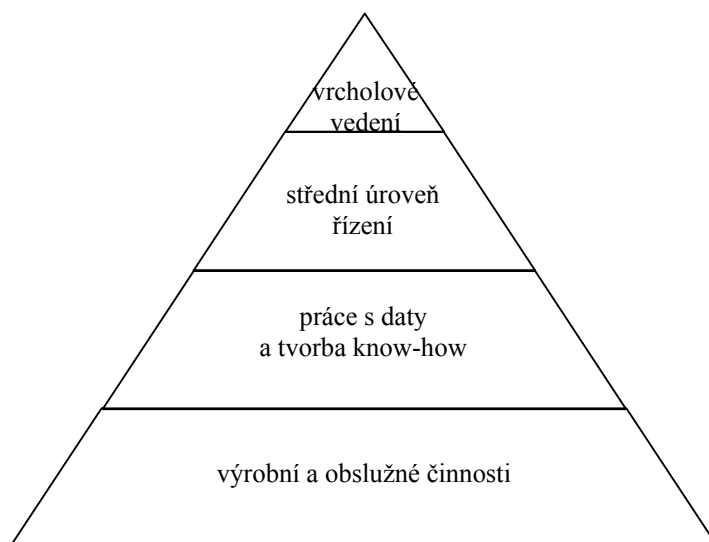 vrcholové
vedení
střední úroveň
řízení
práce s daty
a tvorba know-how
výrobní a obslužné činnosti